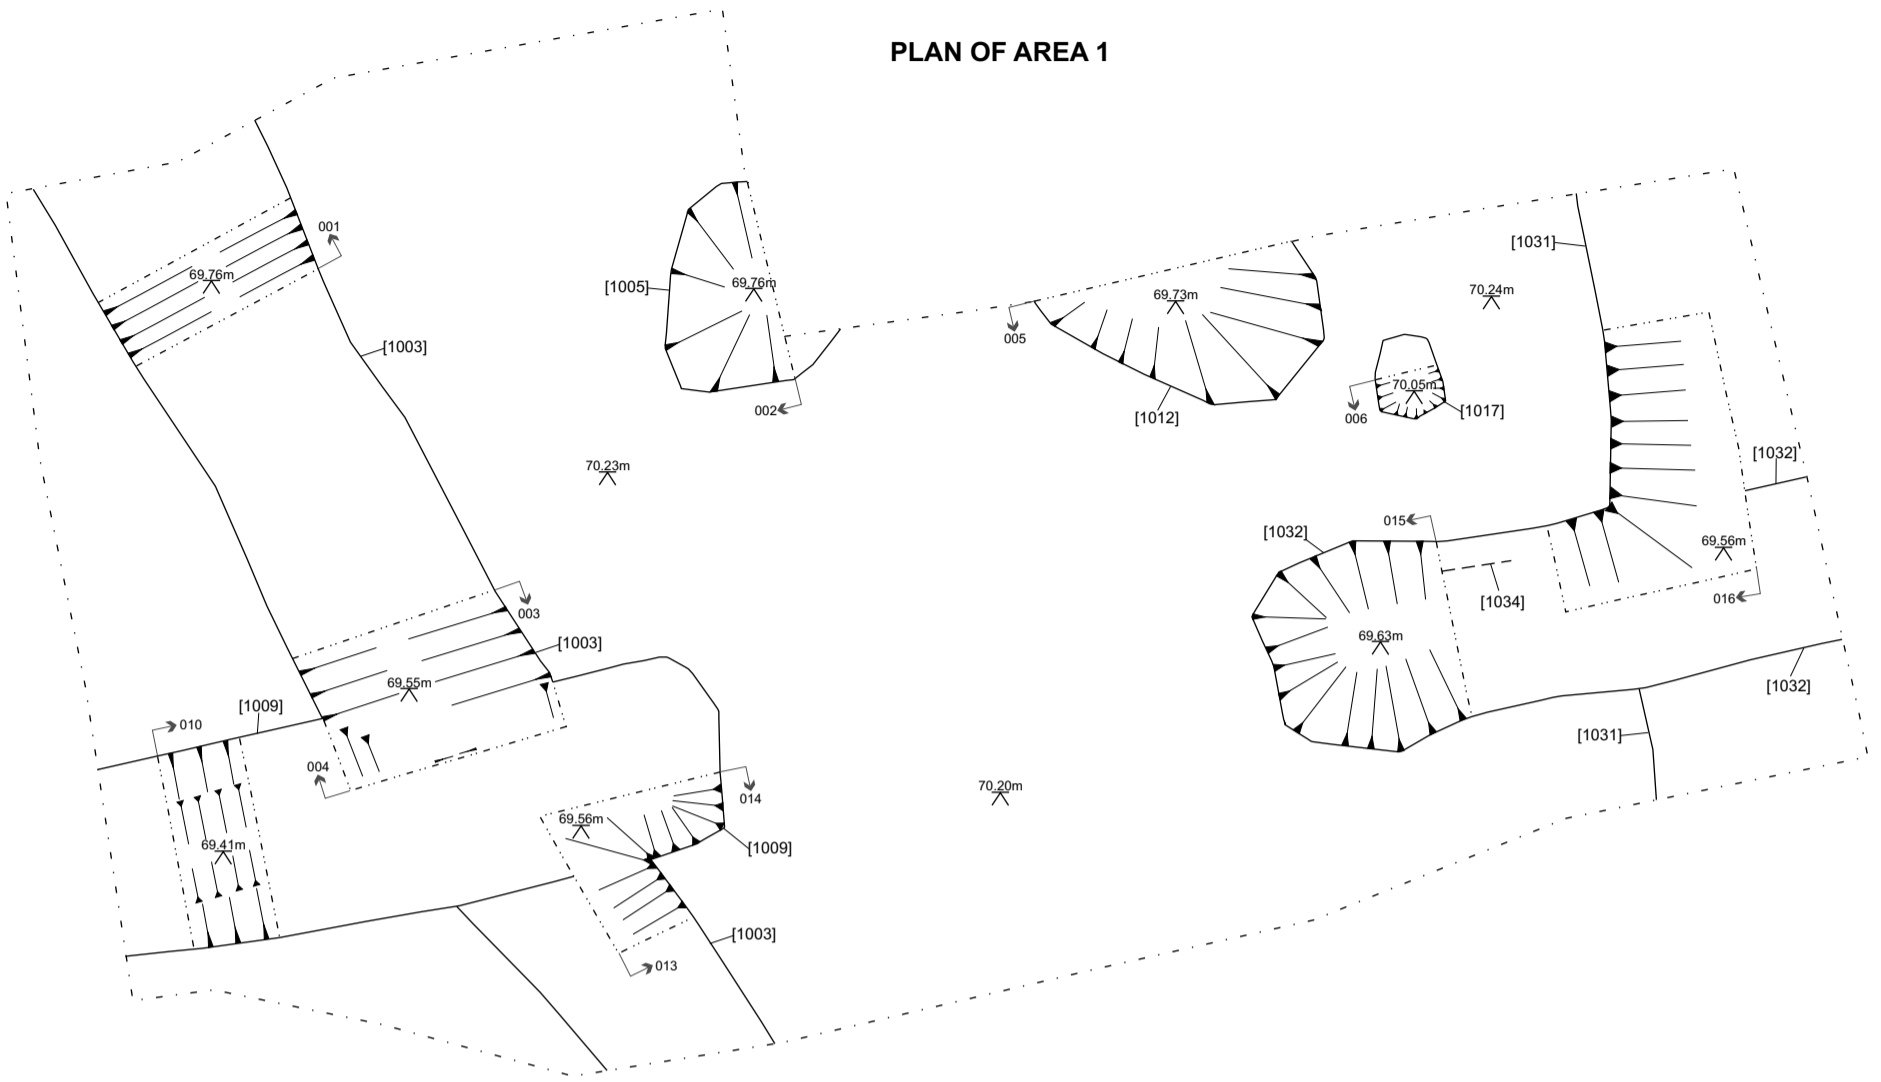 PLAN OF AREA 1
001
[1031]
69.76m
69.76m
[1005]
70.24m
69.73m
005
[1003]
70.05m
002
[1012]
006
[1017]
[1032]
70.23m
015
[1032]
69.56m
016
[1034]
003
69.63m
[1003]
69.55m
[1032]
[1009]
010
[1031]
004
70.20m
014
69.56m
69.41m
[1009]
[1003]
013